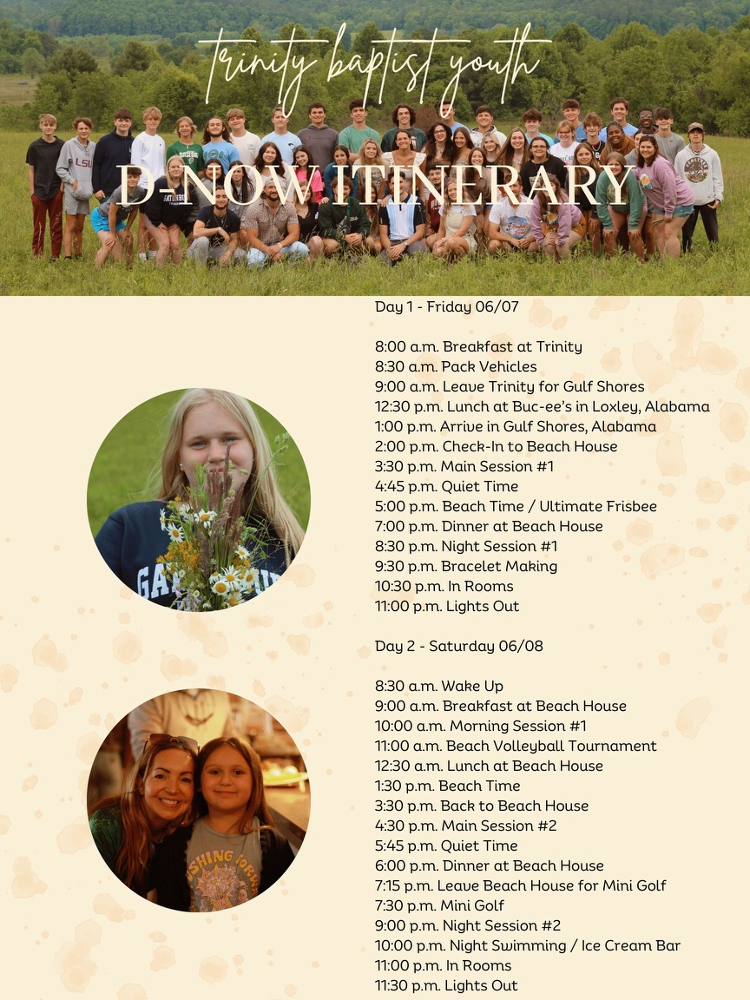 trinity baptist youth
D-NOW ITINERARY
LSU
Day 1 - Friday 06/07
8:00 a.m. Breakfast at Trinity
8:30 a.m. Pack Vehicles
9:00 a.m. Leave Trinity for Gulf Shores
12:30 p.m. Lunch at Buc-ee's in Loxley, Alabama
1:00 p.m. Arrive in Gulf Shores, Alabama
2:00 p.m. Check-In to Beach House
3:30 p.m. Main Session #1
4:45 p.m. Quiet Time
5:00 p.m. Beach Time / Ultimate Frisbee
7:00 p.m. Dinner at Beach House
8:30 p.m. Night Session #1
9:30 p.m. Bracelet Making
10:30 p.m. In Rooms
11:00 p.m. Lights Out
Day 2 - Saturday 06/08
8:30 a.m. Wake Up
9:00 a.m. Breakfast at Beach House
10:00 a.m. Morning Session #1
11:00 a.m. Beach Volleyball Tournament
12:30 a.m. Lunch at Beach House
1:30 p.m. Beach Time
3:30 p.m. Back to Beach House
4:30 p.m. Main Session #2
5:45 p.m. Quiet Time
6:00 p.m. Dinner at Beach House
7:15 p.m. Leave Beach House for Mini Golf
7:30 p.m. Mini Golf
9:00 p.m. Night Session #2
10:00 p.m. Night Swimming / Ice Cream Bar
11:00 p.m. In Rooms
11:30 p.m. Lights Out